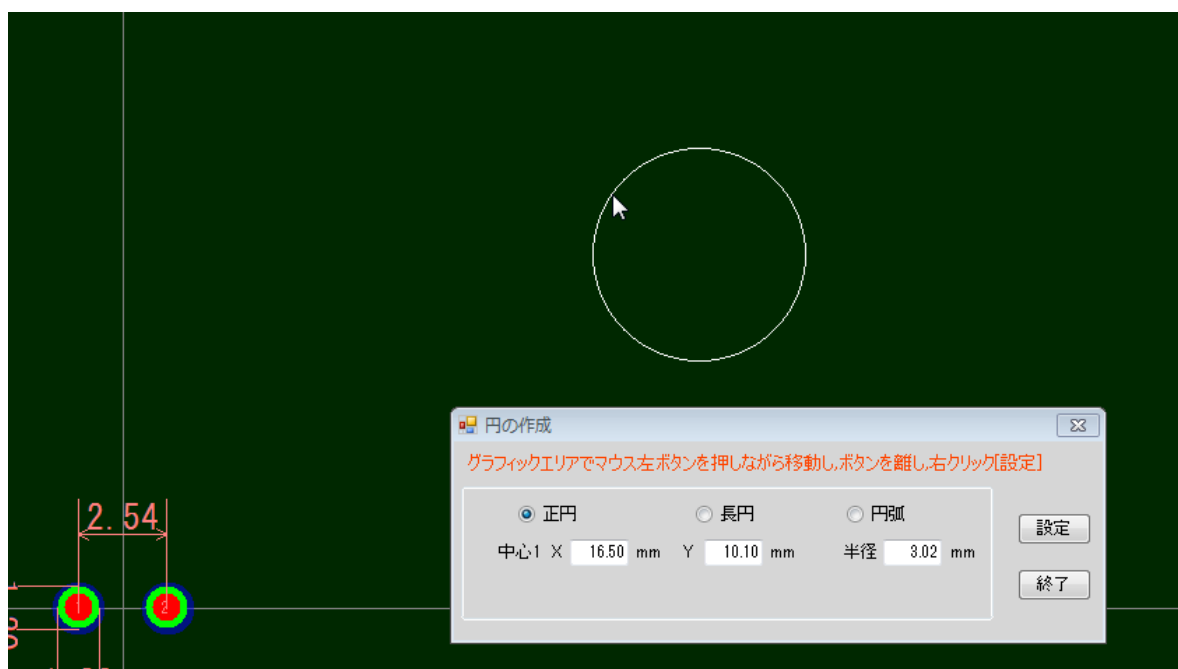 円の作成
グラフィックエリアでマウス左ボタンを押しながら移動し,ボタンを離し,右クリック[設定]
正円 長円 円弧
設定
中心1 X 16.50 mm Y 10.10 mm 半径 3.02 mm
終了
2.54
1 2